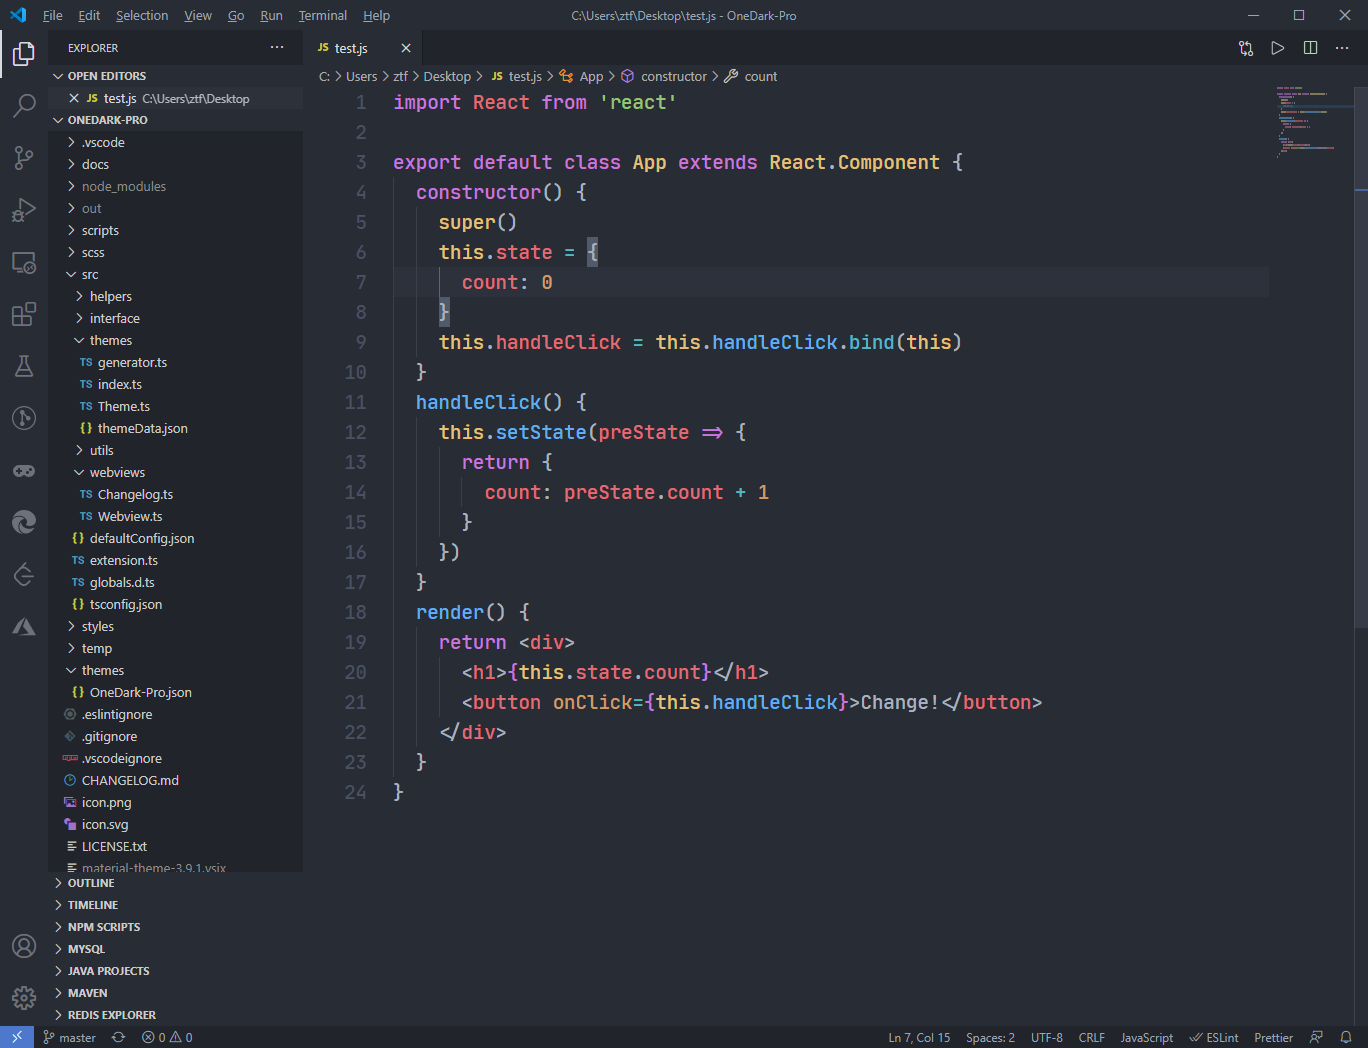 File Edit Selection View Go Run Terminal Help
C:\Users\ztf\Desktop\test.js - OneDark-Pro
EXPLORER
OPEN EDITORS
JS test.js C:\Users\ztf\Desktop
ONEDARK-PRO
.vscode
docs
node_modules
out
scripts
scss
src
helpers
interface
themes
TS generator.ts
TS index.ts
TS Theme.ts
{} themeData.json
utils
webviews
TS Changelog.ts
TS Webview.ts
{} defaultConfig.json
TS extension.ts
TS globals.d.ts
{} tsconfig.json
styles
temp
themes
{} OneDark-Pro.json
.eslintignore
.gitignore
.vscodeignore
CHANGELOG.md
icon.png
icon.svg
LICENSE.txt
material-theme-3.9.1.vsix
OUTLINE
TIMELINE
NPM SCRIPTS
MYSQL
JAVA PROJECTS
MAVEN
REDIS EXPLORER
JS test.js
C: > Users > ztf > Desktop > JS test.js > App > constructor > count
1 import React from 'react'
2
3 export default class App extends React.Component {
4 constructor() {
5 super()
6 this.state = {
7 count: 0
8 }
9 this.handleClick = this.handleClick.bind(this)
10 }
11 handleClick() {
12 this.setState(preState => {
13 return {
14 count: preState.count + 1
15 }
16 })
17 }
18 render() {
19 return <div>
20 <h1>{this.state.count}</h1>
21 <button onClick={this.handleClick}>Change!</button>
22 </div>
23 }
24 }
master 0 0 Ln 7, Col 15 Spaces: 2 UTF-8 CRLF JavaScript ESLint Prettier